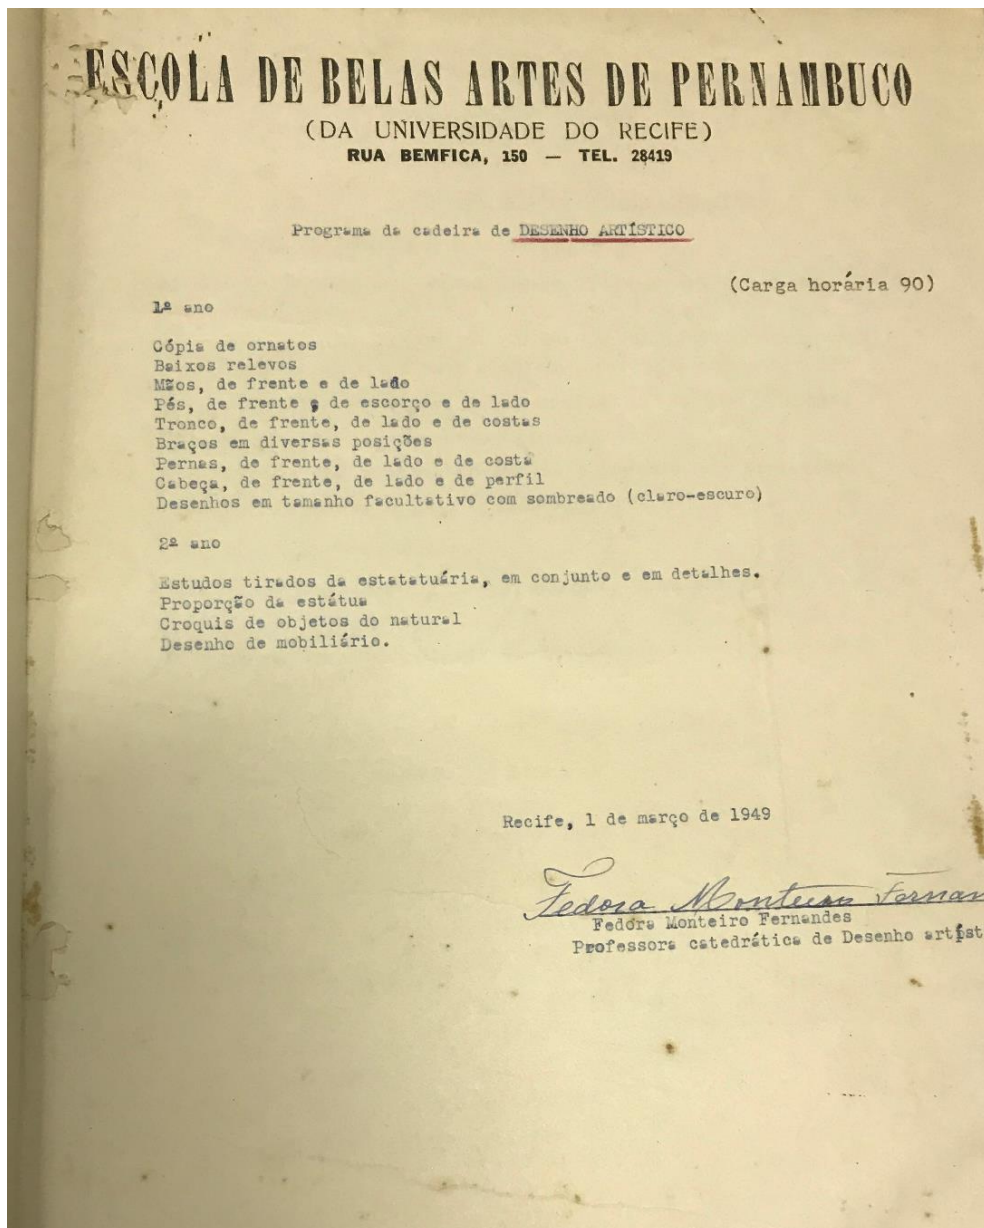 ESCOLA DE BELAS ARTES DE PERNAMBUCO
(DA UNIVERSIDADE DO RECIFE)
RUA BEMFICA, 150 — TEL. 28419
Programa da cadeira de DESENHO ARTÍSTICO
(Carga horária 90)
1º ano
Cópia de ornatos
Baixos relevos
Mãos, de frente e de lado
Pés, de frente , de escorço e de lado
Tronco, de frente, de lado e de costas
Braços em diversas posições
Pernas, de frente, de lado e de costa
Cabeça, de frente, de lado e de perfil
Desenhos em tamanho facultativo com sombreado (claro-escuro)
2º ano
Estudos tirados da estatatuária, em conjunto e em detalhes.
Proporção da estátua
Croquis de objetos do natural
Desenho de mobiliário.
Recife, 1 de março de 1949
Fedora Monteiro Fernan
Fedóra Monteiro Fernandes
Professora catedrática de Desenho artíst